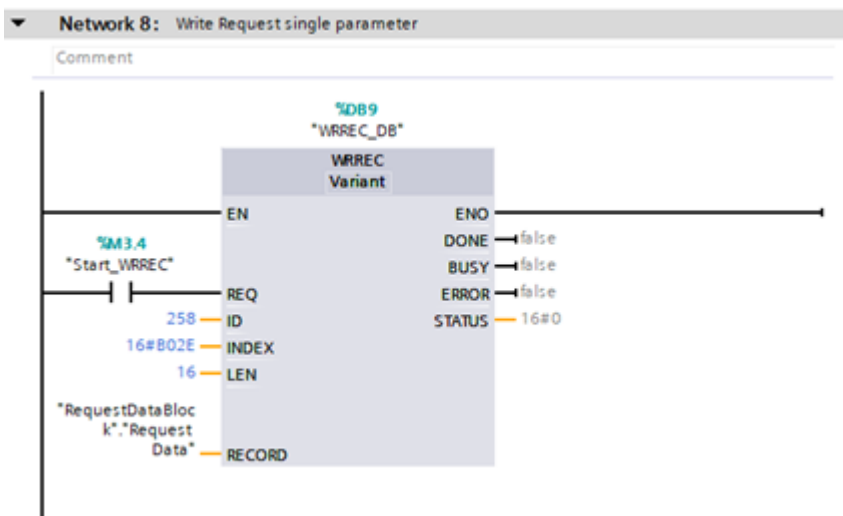 Network 8: Write Request single parameter
Comment
%DB9
"WRREC_DB"
WRREC
Variant
EN ENO
%M3.4 DONE false
"Start_WRREC" BUSY false
REQ ERROR false
258 ID STATUS 16#0
16#B02E INDEX
16 LEN
"RequestDataBloc
k"."Request
Data" RECORD